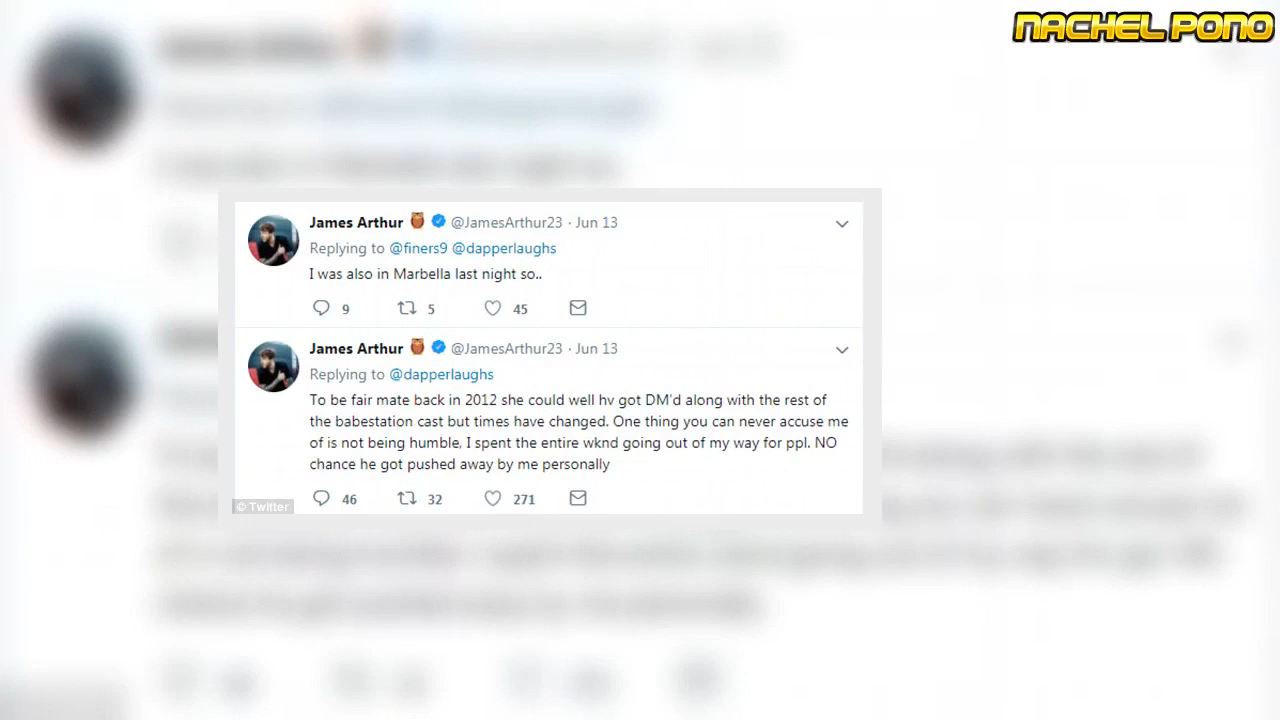 NACHEL PONO
James Arthur @JamesArthur23 · Jun 13
Replying to @finers9 @dapperlaughs
I was also in Marbella last night so..
9 5 45
James Arthur @JamesArthur23 · Jun 13
Replying to @dapperlaughs
To be fair mate back in 2012 she could well hv got DM'd along with the rest of
the babestation cast but times have changed. One thing you can never accuse me
of is not being humble, I spent the entire wknd going out of my way for ppl. NO
chance he got pushed away by me personally
46 32 271
© Twitter